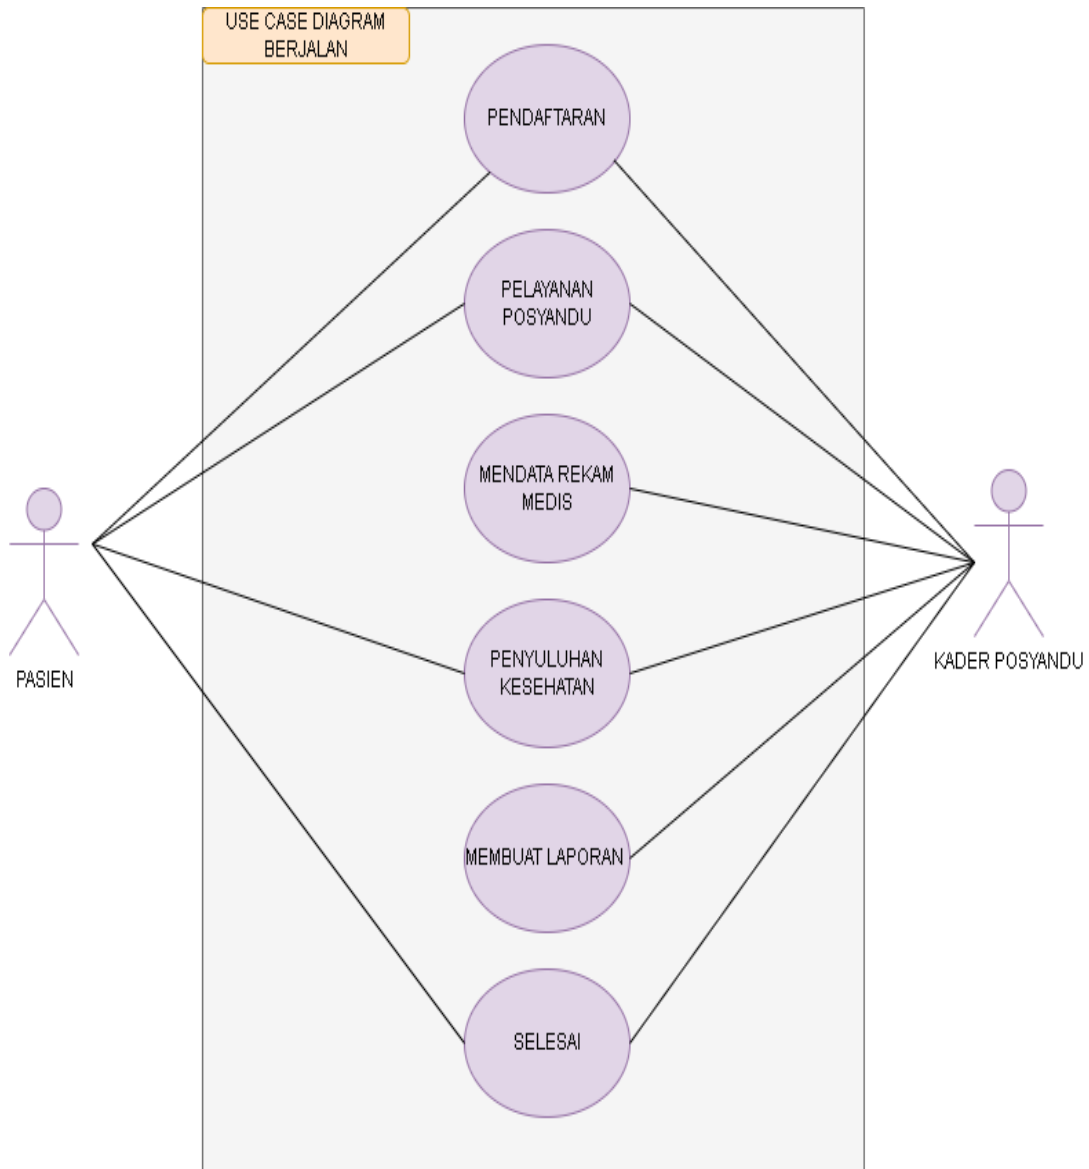 USE CASE DIAGRAM
BERJALAN
PENDAFTARAN
PELAYANAN
POSYANDU
MENDATA REKAM
MEDIS
PASIEN
KADER POSYANDU
PENYULUHAN
KESEHATAN
MEMBUAT LAPORAN
SELESAI